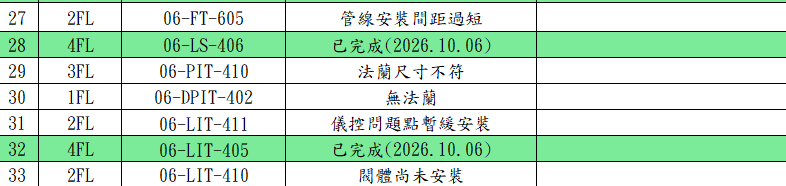 27 2FL 06-FT-605 管線安裝間距過短
28 4FL 06-LS-406 已完成(2026.10.06)
29 3FL 06-PIT-410 法蘭尺寸不符
30 1FL 06-DPIT-402 無法蘭
31 2FL 06-LIT-411 儀控問題點暫緩安裝
32 4FL 06-LIT-405 已完成(2026.10.06)
33 2FL 06-LIT-410 閥體尚未安裝